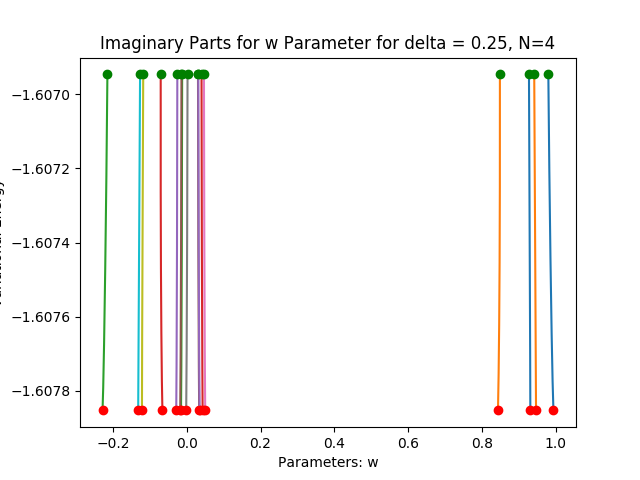 Imaginary Parts for w Parameter for delta = 0.25, N=4
−1.6070
−1.6072
−1.6074
−1.6076
−1.6078
−0.2 0.0 0.2 0.4 0.6 0.8 1.0
Parameters: w